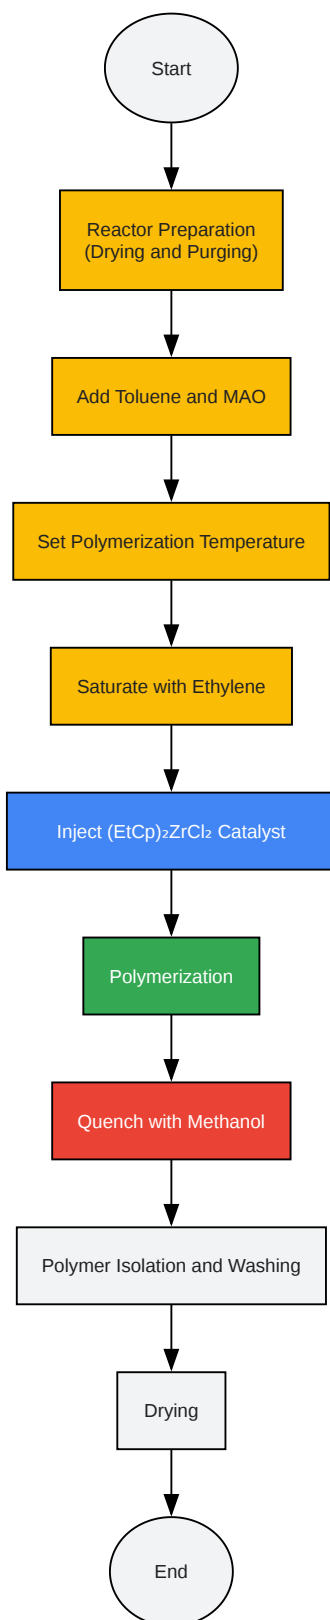 Start
Reactor Preparation
(Drying and Purging)
Add Toluene and MAO
Set Polymerization Temperature
Saturate with Ethylene
Inject (EtCp)₂ZrCl₂ Catalyst
Polymerization
Quench with Methanol
Polymer Isolation and Washing
Drying
End